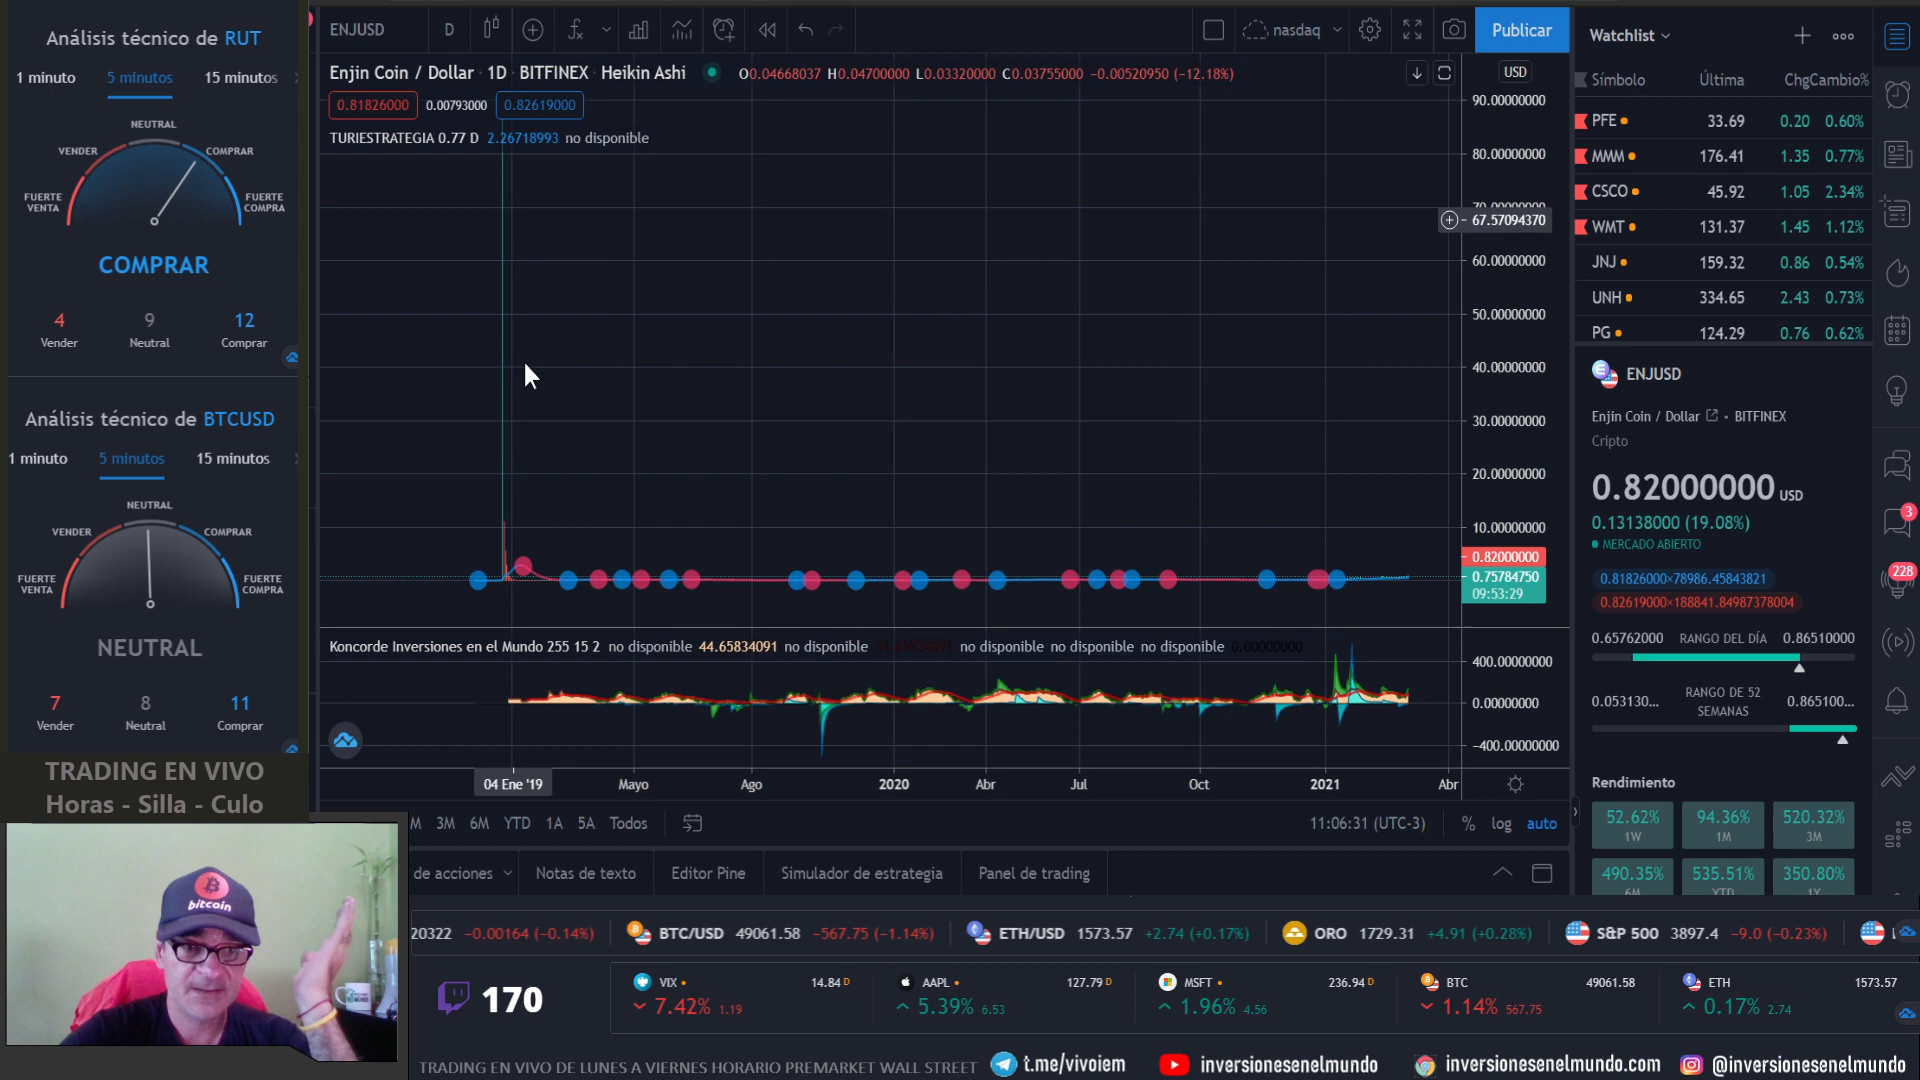 Análisis técnico de RUT
1 minuto 5 minutos 15 minutos
NEUTRAL
VENDER COMPRAR
FUERTE VENTA FUERTE COMPRA
COMPRAR
4 9 12
Vender Neutral Comprar
Análisis técnico de BTCUSD
1 minuto 5 minutos 15 minutos
NEUTRAL
VENDER COMPRAR
FUERTE VENTA FUERTE COMPRA
NEUTRAL
7 8 11
Vender Neutral Comprar
TRADING EN VIVO
Horas - Silla - Culo
bitcoin
ENJUSD D nasdaq Publicar
Enjin Coin / Dollar · 1D · BITFINEX · Heikin Ashi O0.04668037 H0.04700000 L0.03320000 C0.03755000 −0.00520950 (−12.18%)
0.81826000 0.00793000 0.82619000
TURIESTRATEGIA 0.77 D 2.26718993 no disponible
USD
90.00000000
80.00000000
70.00000000
67.57094370
60.00000000
50.00000000
40.00000000
30.00000000
20.00000000
10.00000000
0.82000000
0.75784750
09:53:29
Koncorde Inversiones en el Mundo 255 15 2 no disponible 44.65834091 no disponible 44.65834091 no disponible no disponible no disponible 0.00000000
400.00000000
0.00000000
−400.00000000
04 Ene '19 Mayo Ago 2020 Abr Jul Oct 2021 Abr
M 3M 6M YTD 1A 5A Todos 11:06:31 (UTC-3) % log auto
de acciones Notas de texto Editor Pine Simulador de estrategia Panel de trading
Watchlist
Símbolo Última Chg Cambio%
PFE 33.69 0.20 0.60%
MMM 176.41 1.35 0.77%
CSCO 45.92 1.05 2.34%
WMT 131.37 1.45 1.12%
JNJ 159.32 0.86 0.54%
UNH 334.65 2.43 0.73%
PG 124.29 0.76 0.62%
ENJUSD
Enjin Coin / Dollar · BITFINEX
Cripto
0.82000000 USD
0.13138000 (19.08%)
MERCADO ABIERTO
0.81826000×78986.45843821
0.82619000×188841.84987378004
0.65762000 RANGO DEL DÍA 0.86510000
0.053130... RANGO DE 52 SEMANAS 0.865100...
Rendimiento
52.62% 94.36% 520.32%
1W 1M 3M
490.35% 535.51% 350.80%
6M YTD 1Y
3
228
20322 −0.00164 (−0.14%) BTC/USD 49061.58 −567.75 (−1.14%) ETH/USD 1573.57 +2.74 (+0.17%) ORO 1729.31 +4.91 (+0.28%) S&P 500 3897.4 −9.0 (−0.23%)
170
VIX 14.84 D AAPL 127.79 D MSFT 236.94 D BTC 49061.58 ETH 1573.57
7.42% 1.19 5.39% 6.53 1.96% 4.56 1.14% 567.75 0.17% 2.74
TRADING EN VIVO DE LUNES A VIERNES HORARIO PREMARKET WALL STREET t.me/vivoiem inversionesenelmundo inversionesenelmundo.com @inversionesenelmundo